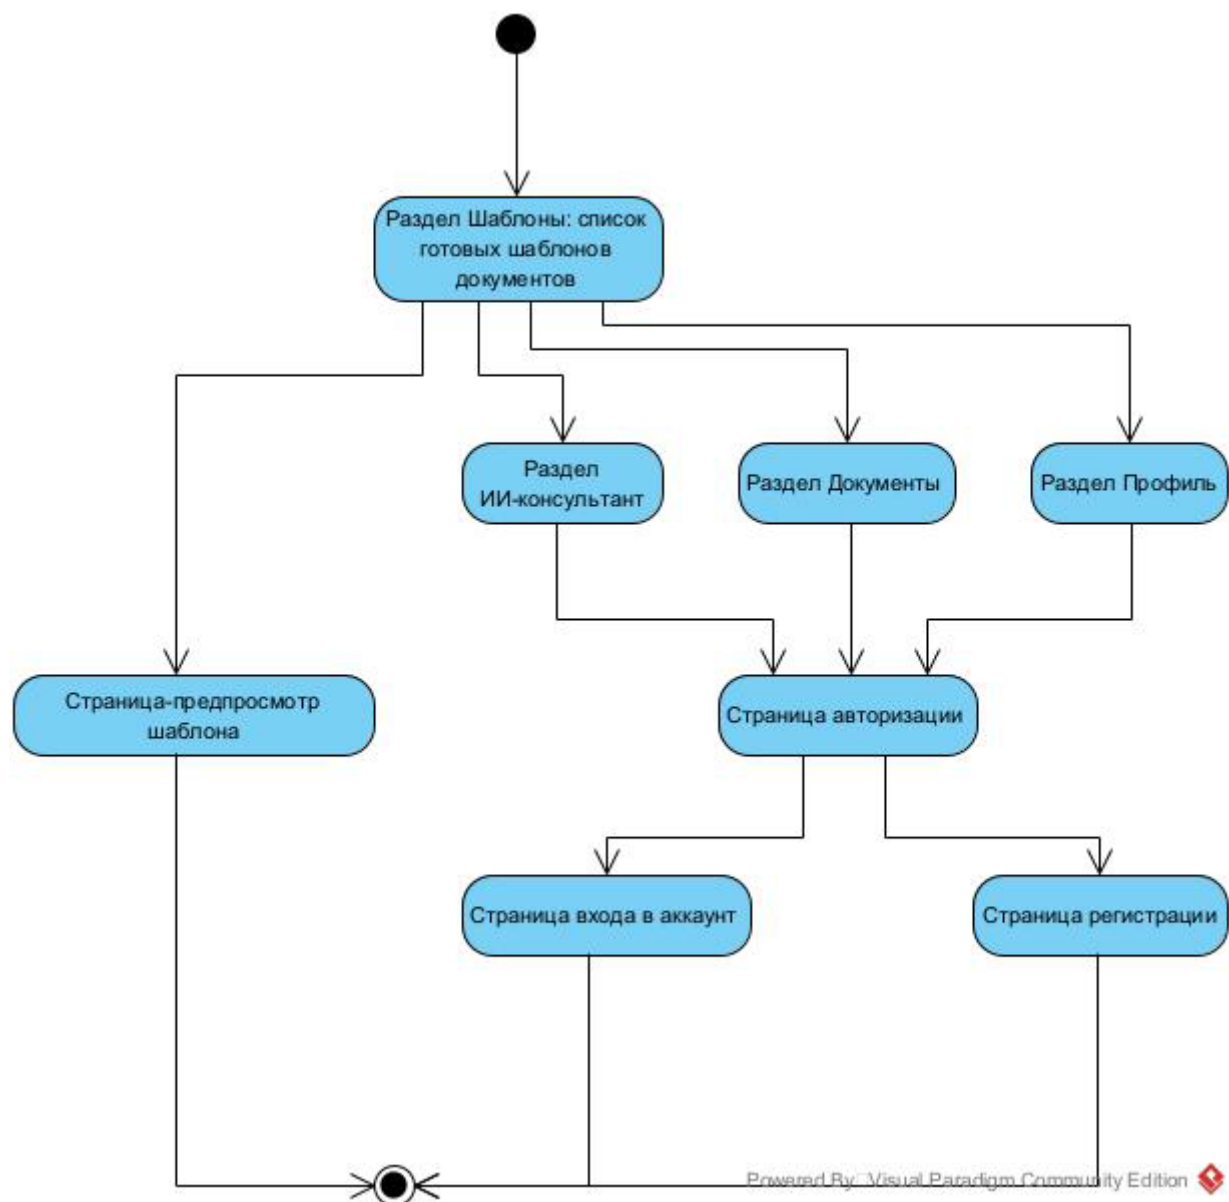 Раздел Шаблоны: список
готовых шаблонов
документов
Раздел
ИИ-консультант
Раздел Документы
Раздел Профиль
Страница-предпросмотр
шаблона
Страница авторизации
Страница входа в аккаунт
Страница регистрации
Powered By Visual Paradigm Community Edition